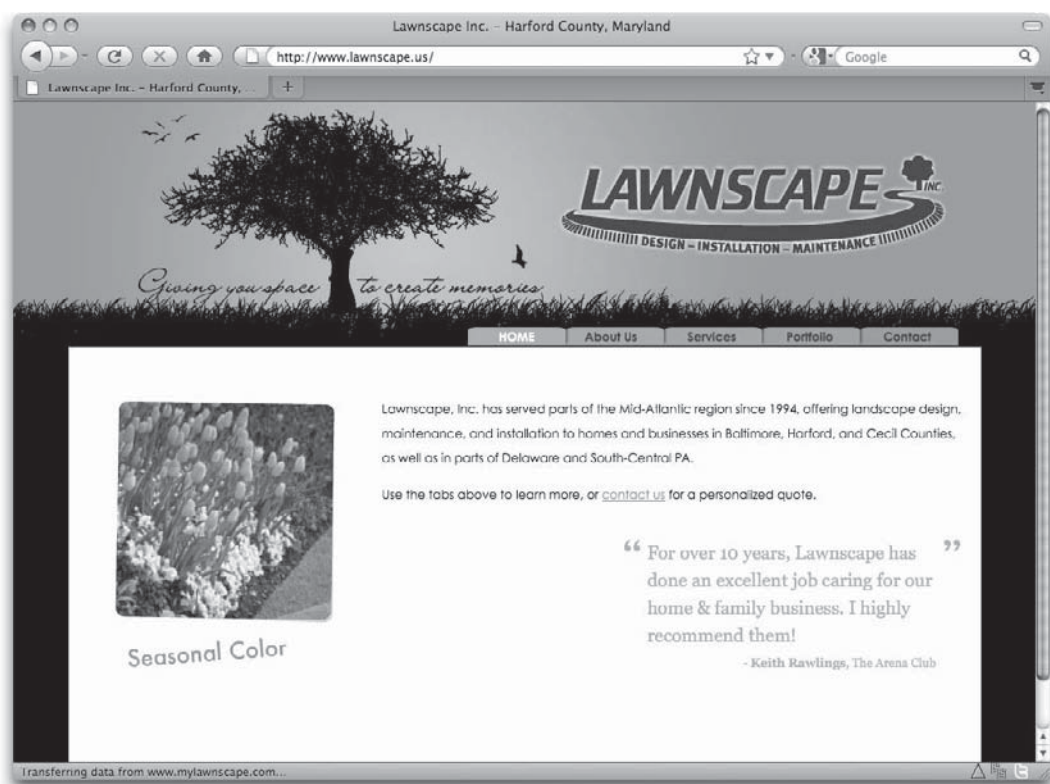 Lawnscape Inc. – Harford County, Maryland
http://www.lawnscape.us/
Google
Lawnscape Inc. – Harford County, ...
+
LAWNSCAPE INC.
DESIGN – INSTALLATION – MAINTENANCE
Giving you space to create memories
HOME About Us Services Portfolio Contact
Lawnscape, Inc. has served parts of the Mid-Atlantic region since 1994, offering landscape design,
maintenance, and installation to homes and businesses in Baltimore, Harford, and Cecil Counties,
as well as in parts of Delaware and South-Central PA.
Use the tabs above to learn more, or contact us for a personalized quote.
“ For over 10 years, Lawnscape has ”
done an excellent job caring for our
home & family business. I highly
recommend them!
- Keith Rawlings, The Arena Club
Seasonal Color
Transferring data from www.mylawnscape.com...